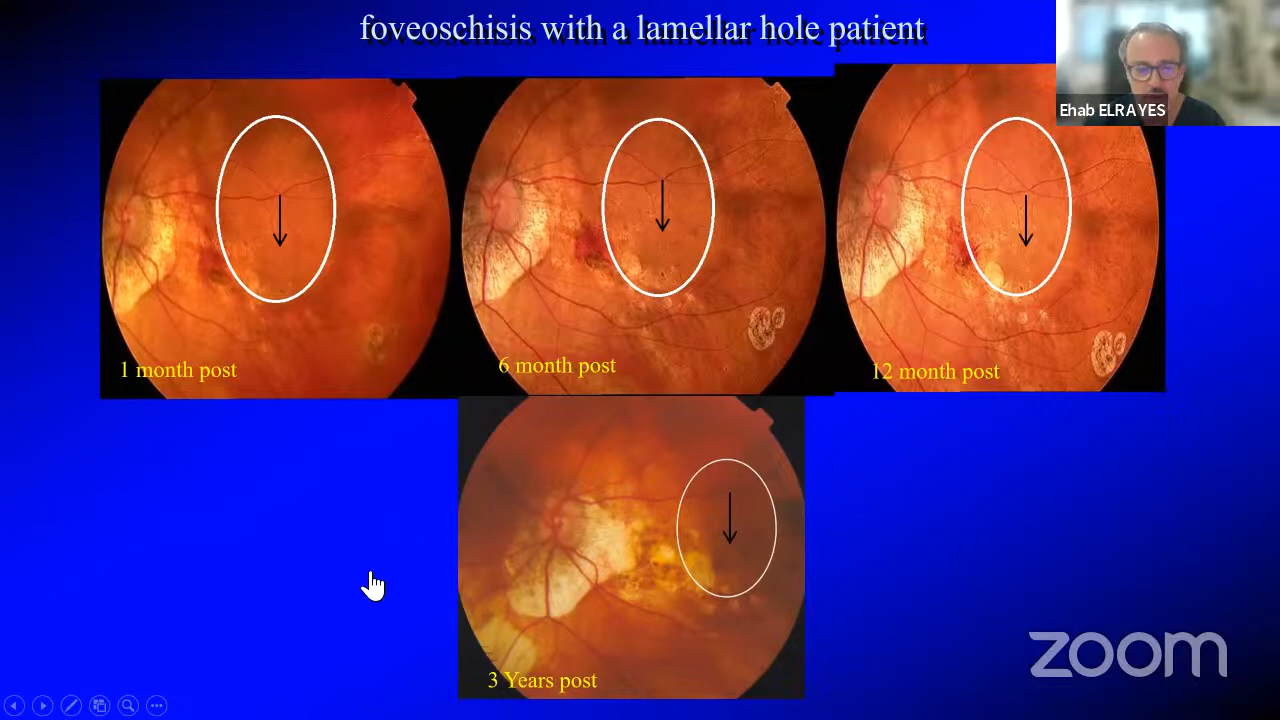 foveoschisis with a lamellar hole patient
Ehab ELRAYES
1 month post
6 month post
12 month post
3 Years post
zoom